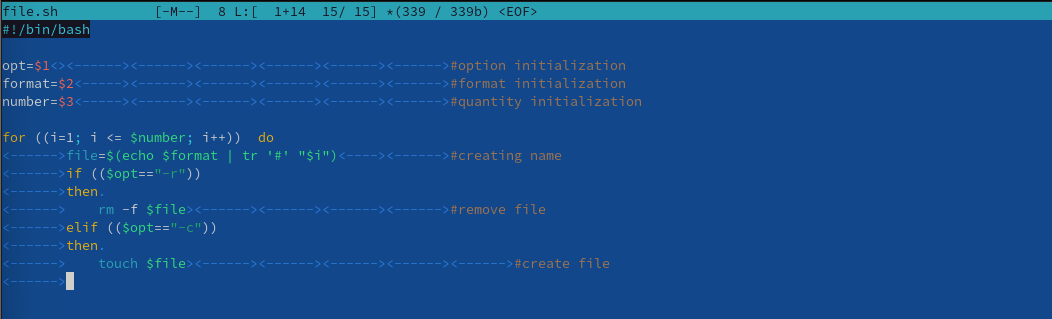 file.sh [-M--] 8 L:[ 1+14 15/ 15] *(339 / 339b) <EOF>
#!/bin/bash
opt=$1<><------><------><------><------><------>#option initialization
format=$2<-----><------><------><------><------>#format initialization
number=$3<-----><------><------><------><------>#quantity initialization
for ((i=1; i <= $number; i++)) do
<------>file=$(echo $format | tr '#' "$i")<----><------>#creating name
<------>if (($opt=="-r"))
<------>then.
<------> rm -f $file><------><------><------><------>#remove file
<------>elif (($opt=="-c"))
<------>then.
<------> touch $file><------><------><------><------><------>#create file
<------>